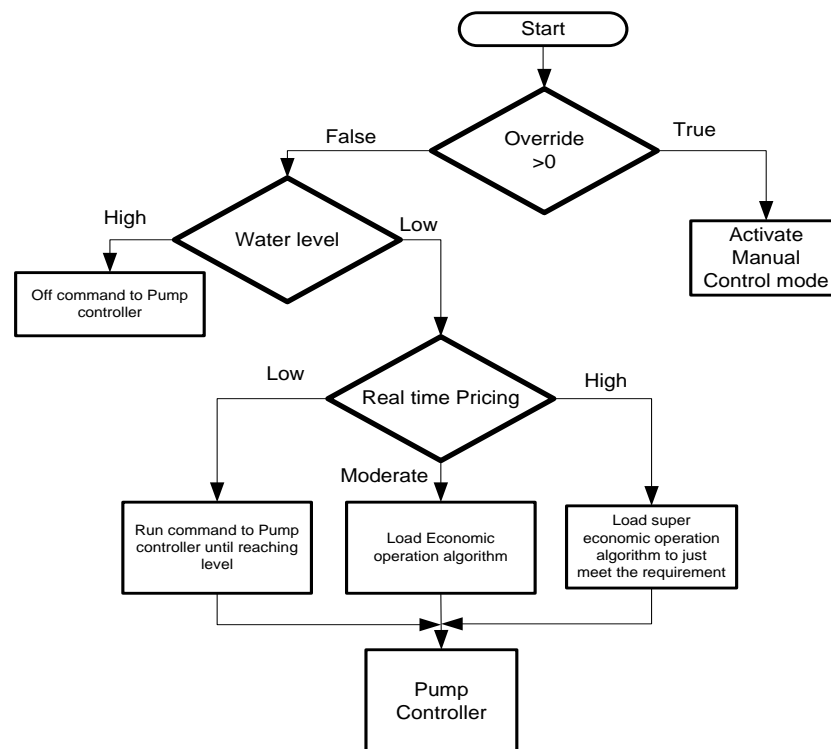 Start
Override
>0
False
True
Water level
High
Low
Activate
Manual
Control mode
Off command to Pump
controller
Real time Pricing
Low
High
Moderate
Run command to Pump
controller until reaching
level
Load Economic
operation algorithm
Load super
economic operation
algorithm to just
meet the requirement
Pump
Controller